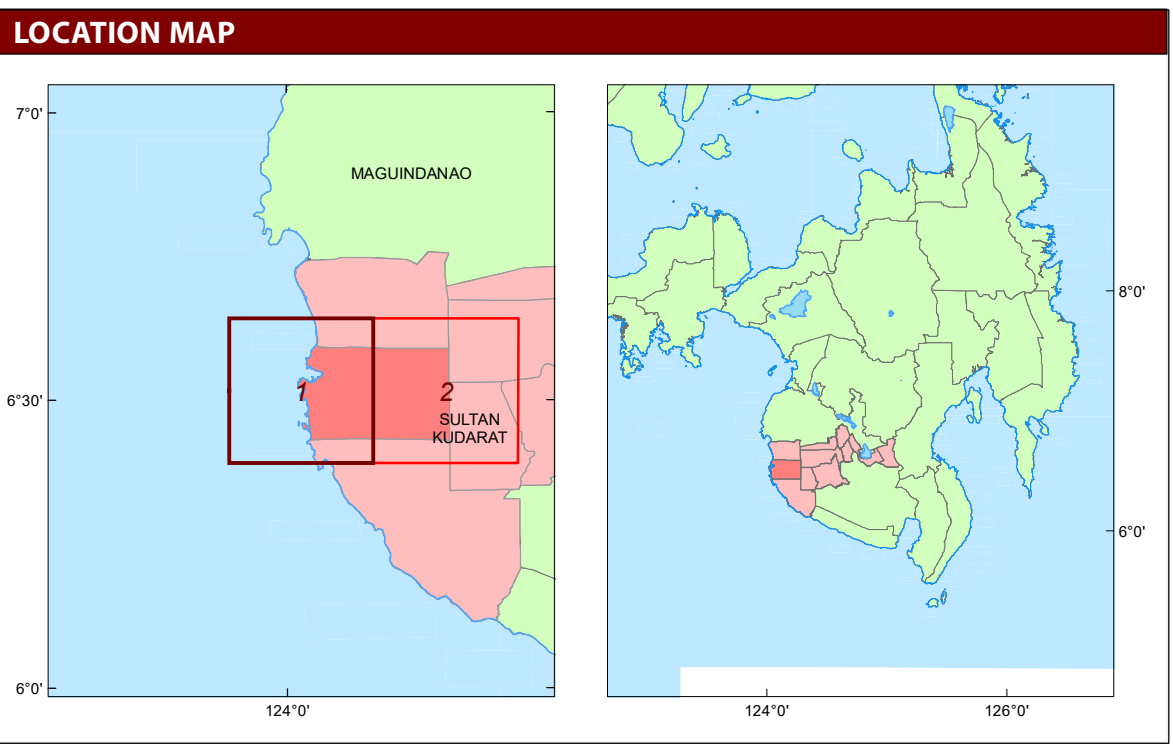 LOCATION MAP
7°0'
MAGUINDANAO
6°30'
1
2
SULTAN
KUDARAT
6°0'
124°0'
8°0'
6°0'
124°0'
126°0'